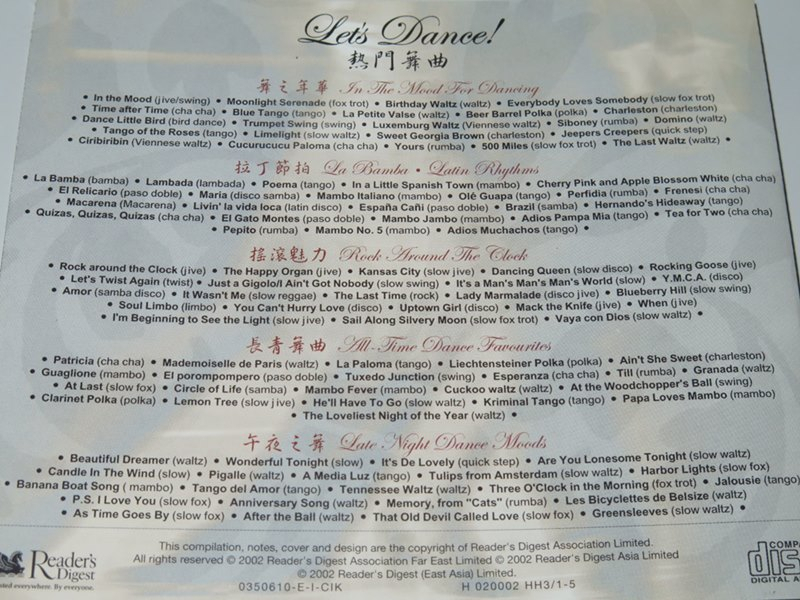 Let's Dance!
熱門舞曲
舞之年華 In The Mood For Dancing
• In the Mood (jive/swing) • Moonlight Serenade (fox trot) • Birthday Waltz (waltz) • Everybody Loves Somebody (slow fox trot)
• Time after Time (cha cha) • Blue Tango (tango) • La Petite Valse (waltz) • Beer Barrel Polka (polka) • Charleston (charleston)
• Dance Little Bird (bird dance) • Trumpet Swing (swing) • Luxemburg Waltz (Viennese waltz) • Siboney (rumba) • Domino (waltz)
• Tango of the Roses (tango) • Limelight (slow waltz) • Sweet Georgia Brown (charleston) • Jeepers Creepers (quick step)
• Ciribiribin (Viennese waltz) • Cucurucucu Paloma (cha cha) • Yours (rumba) • 500 Miles (slow fox trot) • The Last Waltz (waltz) •
拉丁節拍 La Bamba • Latin Rhythms
• La Bamba (bamba) • Lambada (lambada) • Poema (tango) • In a Little Spanish Town (mambo) • Cherry Pink and Apple Blossom White (cha cha)
• El Relicario (paso doble) • Maria (disco samba) • Mambo Italiano (mambo) • Olé Guapa (tango) • Perfidia (rumba) • Frenesi (cha cha)
• Macarena (Macarena) • Livin' la vida loca (latin disco) • España Cañi (paso doble) • Brazil (samba) • Hernando's Hideaway (tango)
• Quizas, Quizas, Quizas (cha cha) • El Gato Montes (paso doble) • Mambo Jambo (mambo) • Adios Pampa Mia (tango) • Tea for Two (cha cha)
• Pepito (rumba) • Mambo No. 5 (mambo) • Adios Muchachos (tango) •
搖滾魅力 Rock Around The Clock
• Rock around the Clock (jive) • The Happy Organ (jive) • Kansas City (slow jive) • Dancing Queen (slow disco) • Rocking Goose (jive)
• Let's Twist Again (twist) • Just a Gigolo/I Ain't Got Nobody (slow swing) • It's a Man's Man's Man's World (slow) • Y.M.C.A. (disco)
• Amor (samba disco) • It Wasn't Me (slow reggae) • The Last Time (rock) • Lady Marmalade (disco jive) • Blueberry Hill (slow swing)
• Soul Limbo (limbo) • You Can't Hurry Love (disco) • Uptown Girl (disco) • Mack the Knife (jive) • When (jive)
• I'm Beginning to See the Light (slow jive) • Sail Along Silvery Moon (slow fox trot) • Vaya con Dios (slow waltz) •
長青舞曲 All-Time Dance Favourites
• Patricia (cha cha) • Mademoiselle de Paris (waltz) • La Paloma (tango) • Liechtensteiner Polka (polka) • Ain't She Sweet (charleston)
• Guaglione (mambo) • El porompompero (paso doble) • Tuxedo Junction (swing) • Esperanza (cha cha) • Till (rumba) • Granada (waltz)
• At Last (slow fox) • Circle of Life (samba) • Mambo Fever (mambo) • Cuckoo waltz (waltz) • At the Woodchopper's Ball (swing)
• Clarinet Polka (polka) • Lemon Tree (slow jive) • He'll Have To Go (slow waltz) • Kriminal Tango (tango) • Papa Loves Mambo (mambo)
• The Loveliest Night of the Year (waltz) •
午夜之舞 Late Night Dance Moods
• Beautiful Dreamer (waltz) • Wonderful Tonight (slow) • It's De Lovely (quick step) • Are You Lonesome Tonight (slow waltz)
• Candle In The Wind (slow) • Pigalle (waltz) • A Media Luz (tango) • Tulips from Amsterdam (slow waltz) • Harbor Lights (slow fox)
• Banana Boat Song ( mambo) • Tango del Amor (tango) • Tennessee Waltz (waltz) • Three O'Clock in the Morning (fox trot) • Jalousie (tango)
• P.S. I Love You (slow fox) • Anniversary Song (waltz) • Memory, from "Cats" (rumba) • Les Bicyclettes de Belsize (waltz)
• As Time Goes By (slow fox) • After the Ball (waltz) • That Old Devil Called Love (slow fox) • Greensleeves (slow waltz) •
This compilation, notes, cover and design are the copyright of Reader's Digest Association Limited.
All rights reserved © 2002 Reader's Digest Association Far East Limited © 2002 Reader's Digest Asia Limited
© 2002 Reader's Digest (East Asia) Limited
0350610-E-I-CIK H 020002 HH3/1-5
Reader's
Digest
everywhere. By everyone.
COMPA
disc
DIGITAL AUDIO